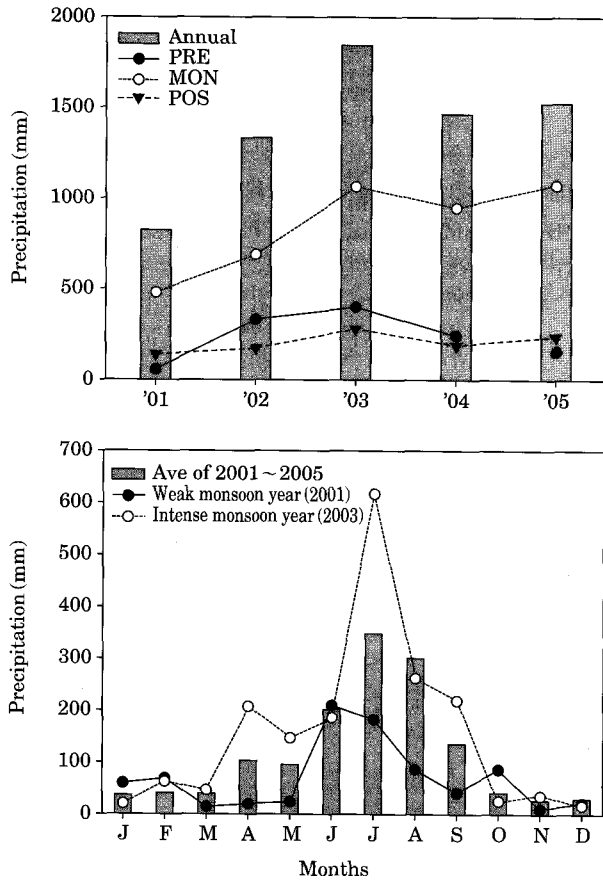 2000
1500
1000
500
0
Precipitation (mm)
Annual
PRE
MON
POS
'01 '02 '03 '04 '05
700
600
500
400
300
200
100
0
Precipitation (mm)
Ave of 2001~2005
Weak monsoon year (2001)
Intense monsoon year (2003)
J F M A M J J A S O N D
Months